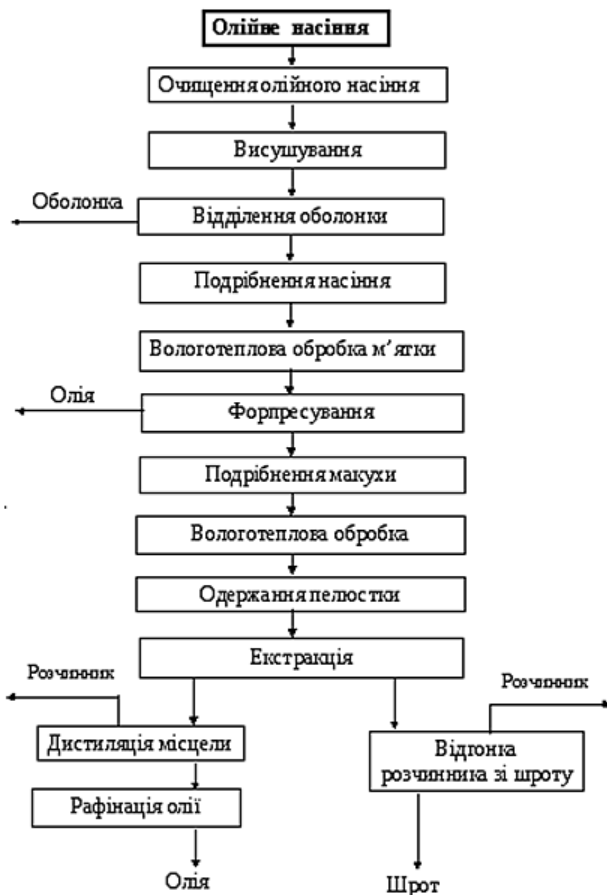 Олійне насіння
Очищення олійного насіння
Висушування
Оболонка
Відділення оболонки
Подрібнення насіння
Вологотеплова обробка м’ятки
Олія
Форпресування
Подрібнення макухи
Вологотеплова обробка
Одержання пелюстки
Екстракція
Розчинник
Розчинник
Дистиляція місцели
Відгонка
розчинника зі шроту
Рафінація олії
Олія
Шрот